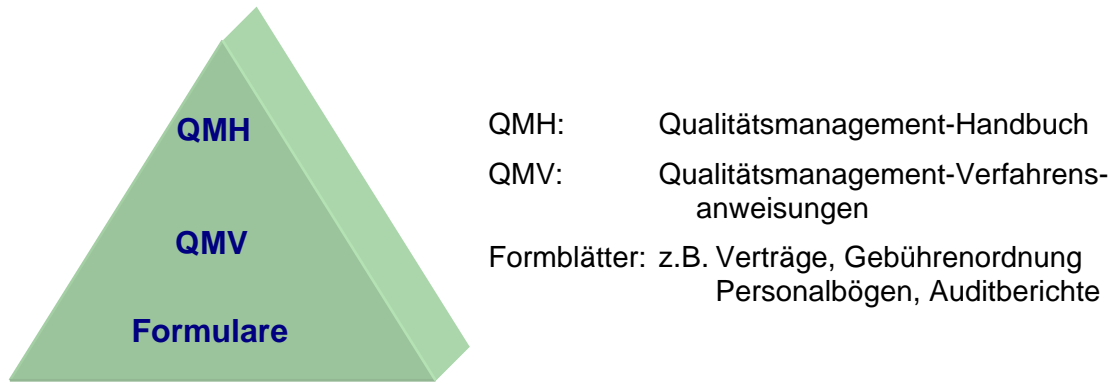 QMH
QMV
Formulare
QMH: Qualitätsmanagement-Handbuch
QMV: Qualitätsmanagement-Verfahrens-
anweisungen
Formblätter: z.B. Verträge, Gebührenordnung
Personalbögen, Auditberichte